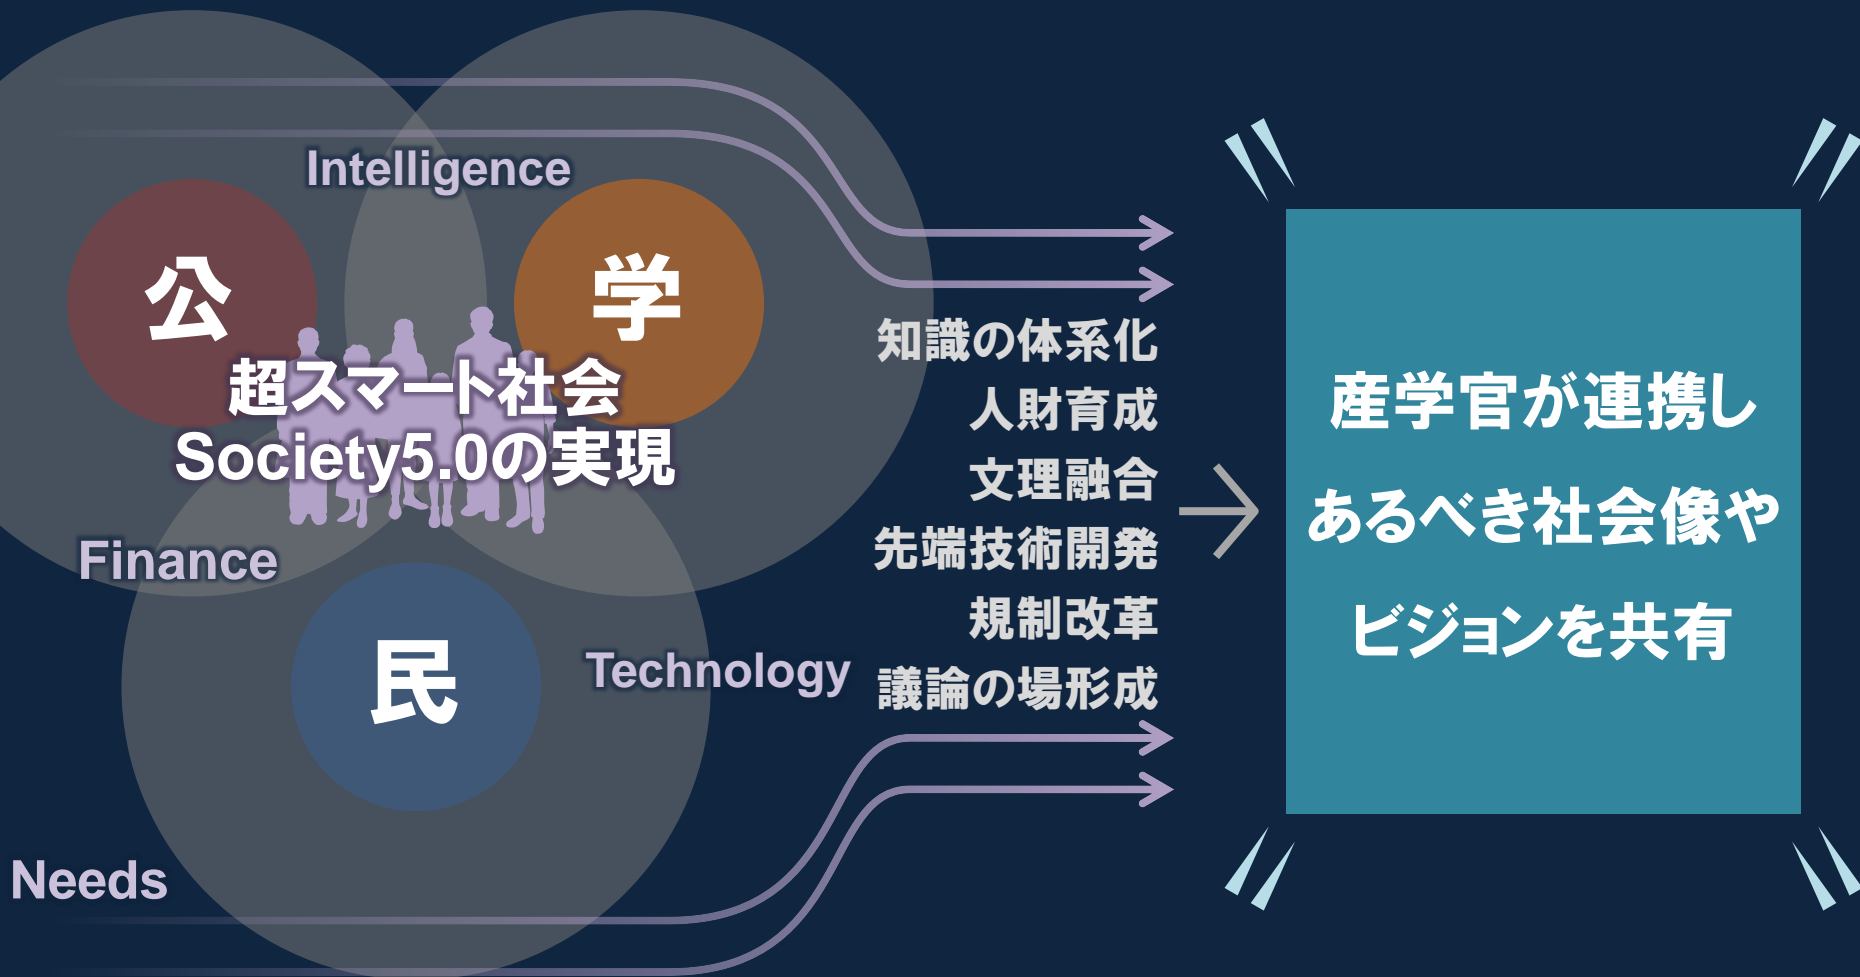 Intelligence
公
学
超スマート社会
Society5.0の実現
Finance
民
Technology
Needs
知識の体系化
人財育成
文理融合
先端技術開発
規制改革
議論の場形成
産学官が連携し
あるべき社会像や
ビジョンを共有